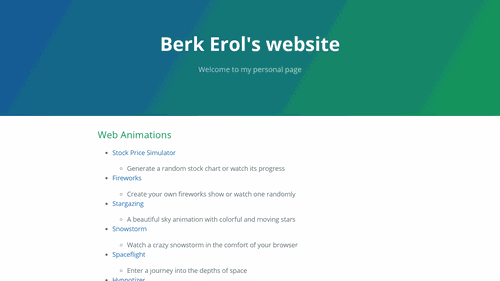 Berk Erol's website
Welcome to my personal page
Web Animations
Stock Price Simulator
Generate a random stock chart or watch its progress
Fireworks
Create your own fireworks show or watch one randomly
Stargazing
A beautiful sky animation with colorful and moving stars
Snowstorm
Watch a crazy snowstorm in the comfort of your browser
Spaceflight
Enter a journey into the depths of space
Hypnotizer